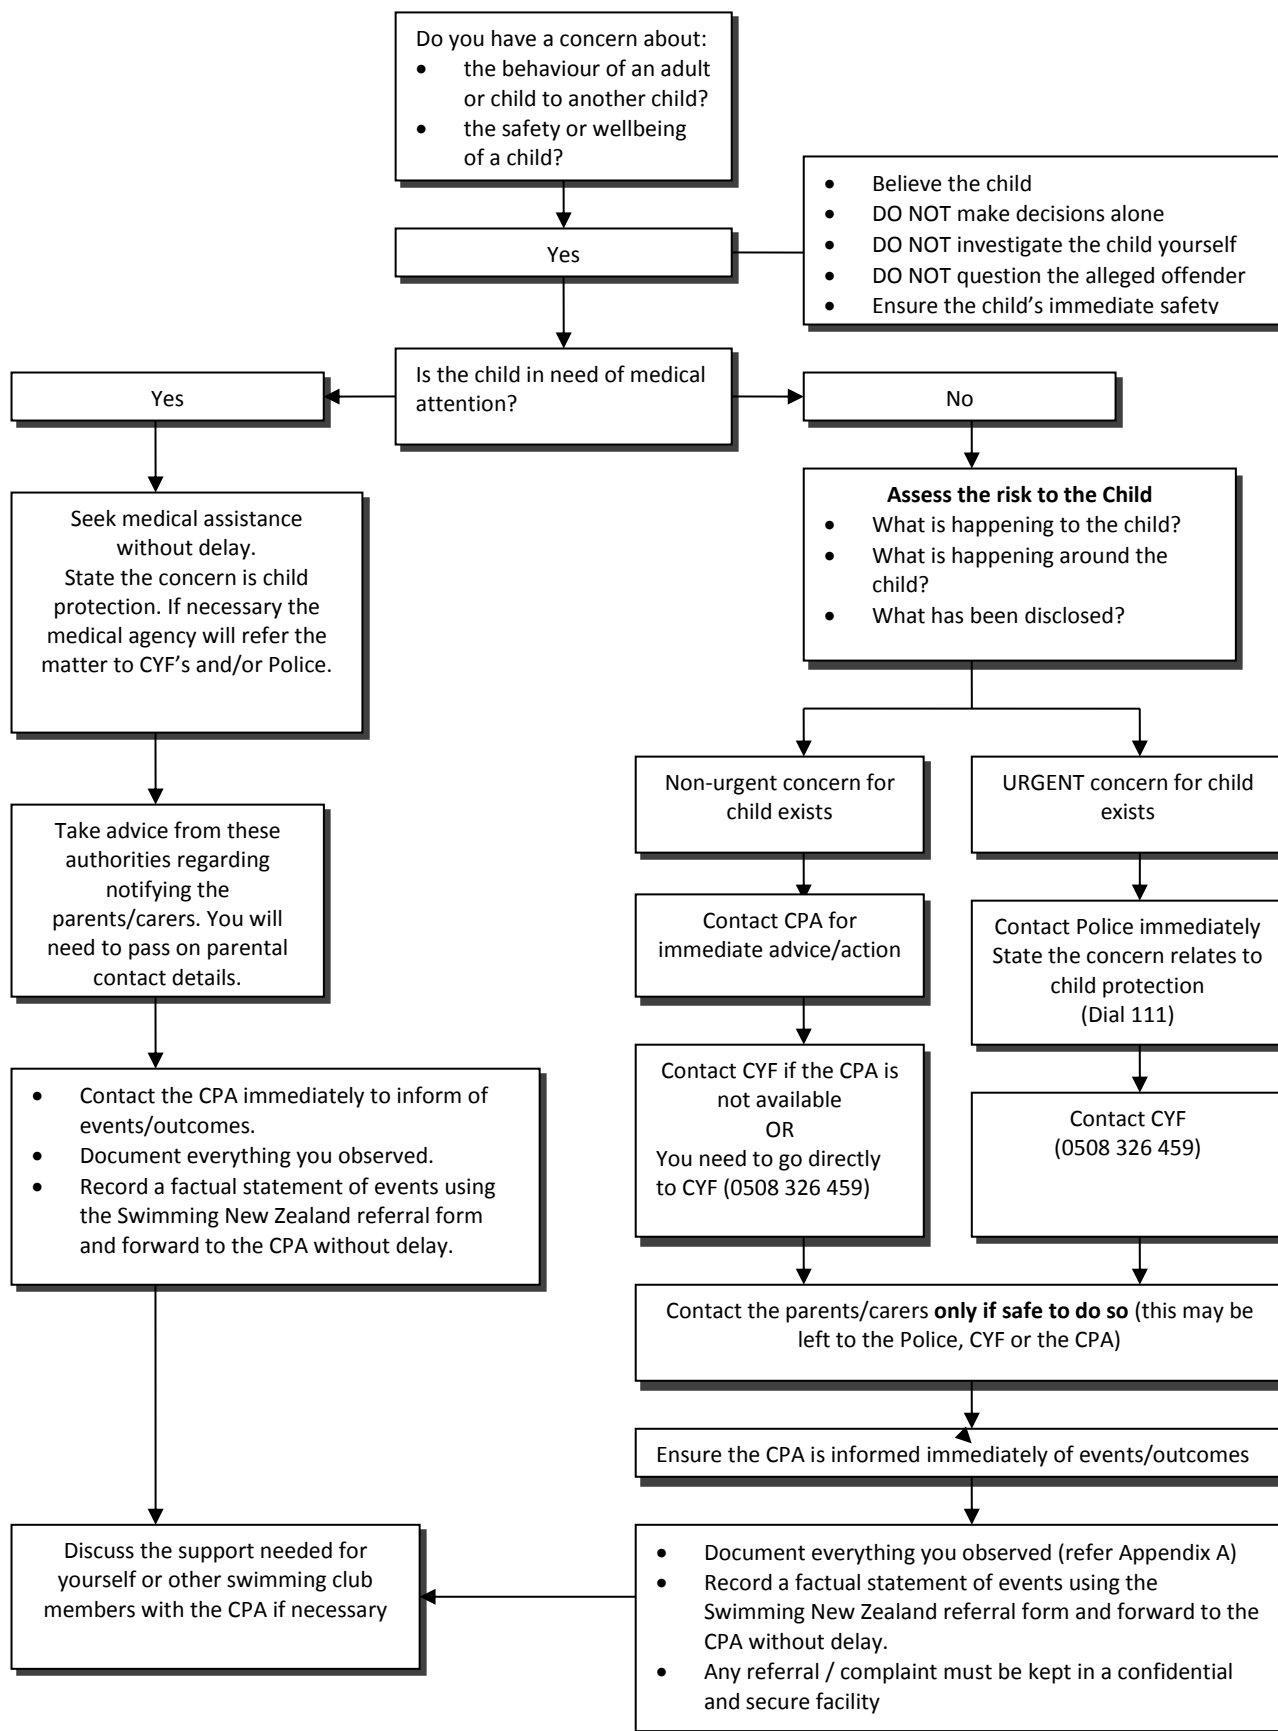 Do you have a concern about:
• the behaviour of an adult
or child to another child?
• the safety or wellbeing
of a child?
• Believe the child
• DO NOT make decisions alone
• DO NOT investigate the child yourself
• DO NOT question the alleged offender
• Ensure the child’s immediate safety
Yes
Is the child in need of medical
attention?
Yes
No
Seek medical assistance
without delay.
State the concern is child
protection. If necessary the
medical agency will refer the
matter to CYF’s and/or Police.
Assess the risk to the Child
• What is happening to the child?
• What is happening around the
child?
• What has been disclosed?
Non-urgent concern for
child exists
URGENT concern for child
exists
Take advice from these
authorities regarding
notifying the
parents/carers. You will
need to pass on parental
contact details.
Contact CPA for
immediate advice/action
Contact Police immediately
State the concern relates to
child protection
(Dial 111)
Contact CYF if the CPA is
not available
OR
You need to go directly
to CYF (0508 326 459)
Contact CYF
(0508 326 459)
• Contact the CPA immediately to inform of
events/outcomes.
• Document everything you observed.
• Record a factual statement of events using
the Swimming New Zealand referral form
and forward to the CPA without delay.
Contact the parents/carers only if safe to do so (this may be
left to the Police, CYF or the CPA)
Ensure the CPA is informed immediately of events/outcomes
Discuss the support needed for
yourself or other swimming club
members with the CPA if necessary
• Document everything you observed (refer Appendix A)
• Record a factual statement of events using the
Swimming New Zealand referral form and forward to the
CPA without delay.
• Any referral / complaint must be kept in a confidential
and secure facility